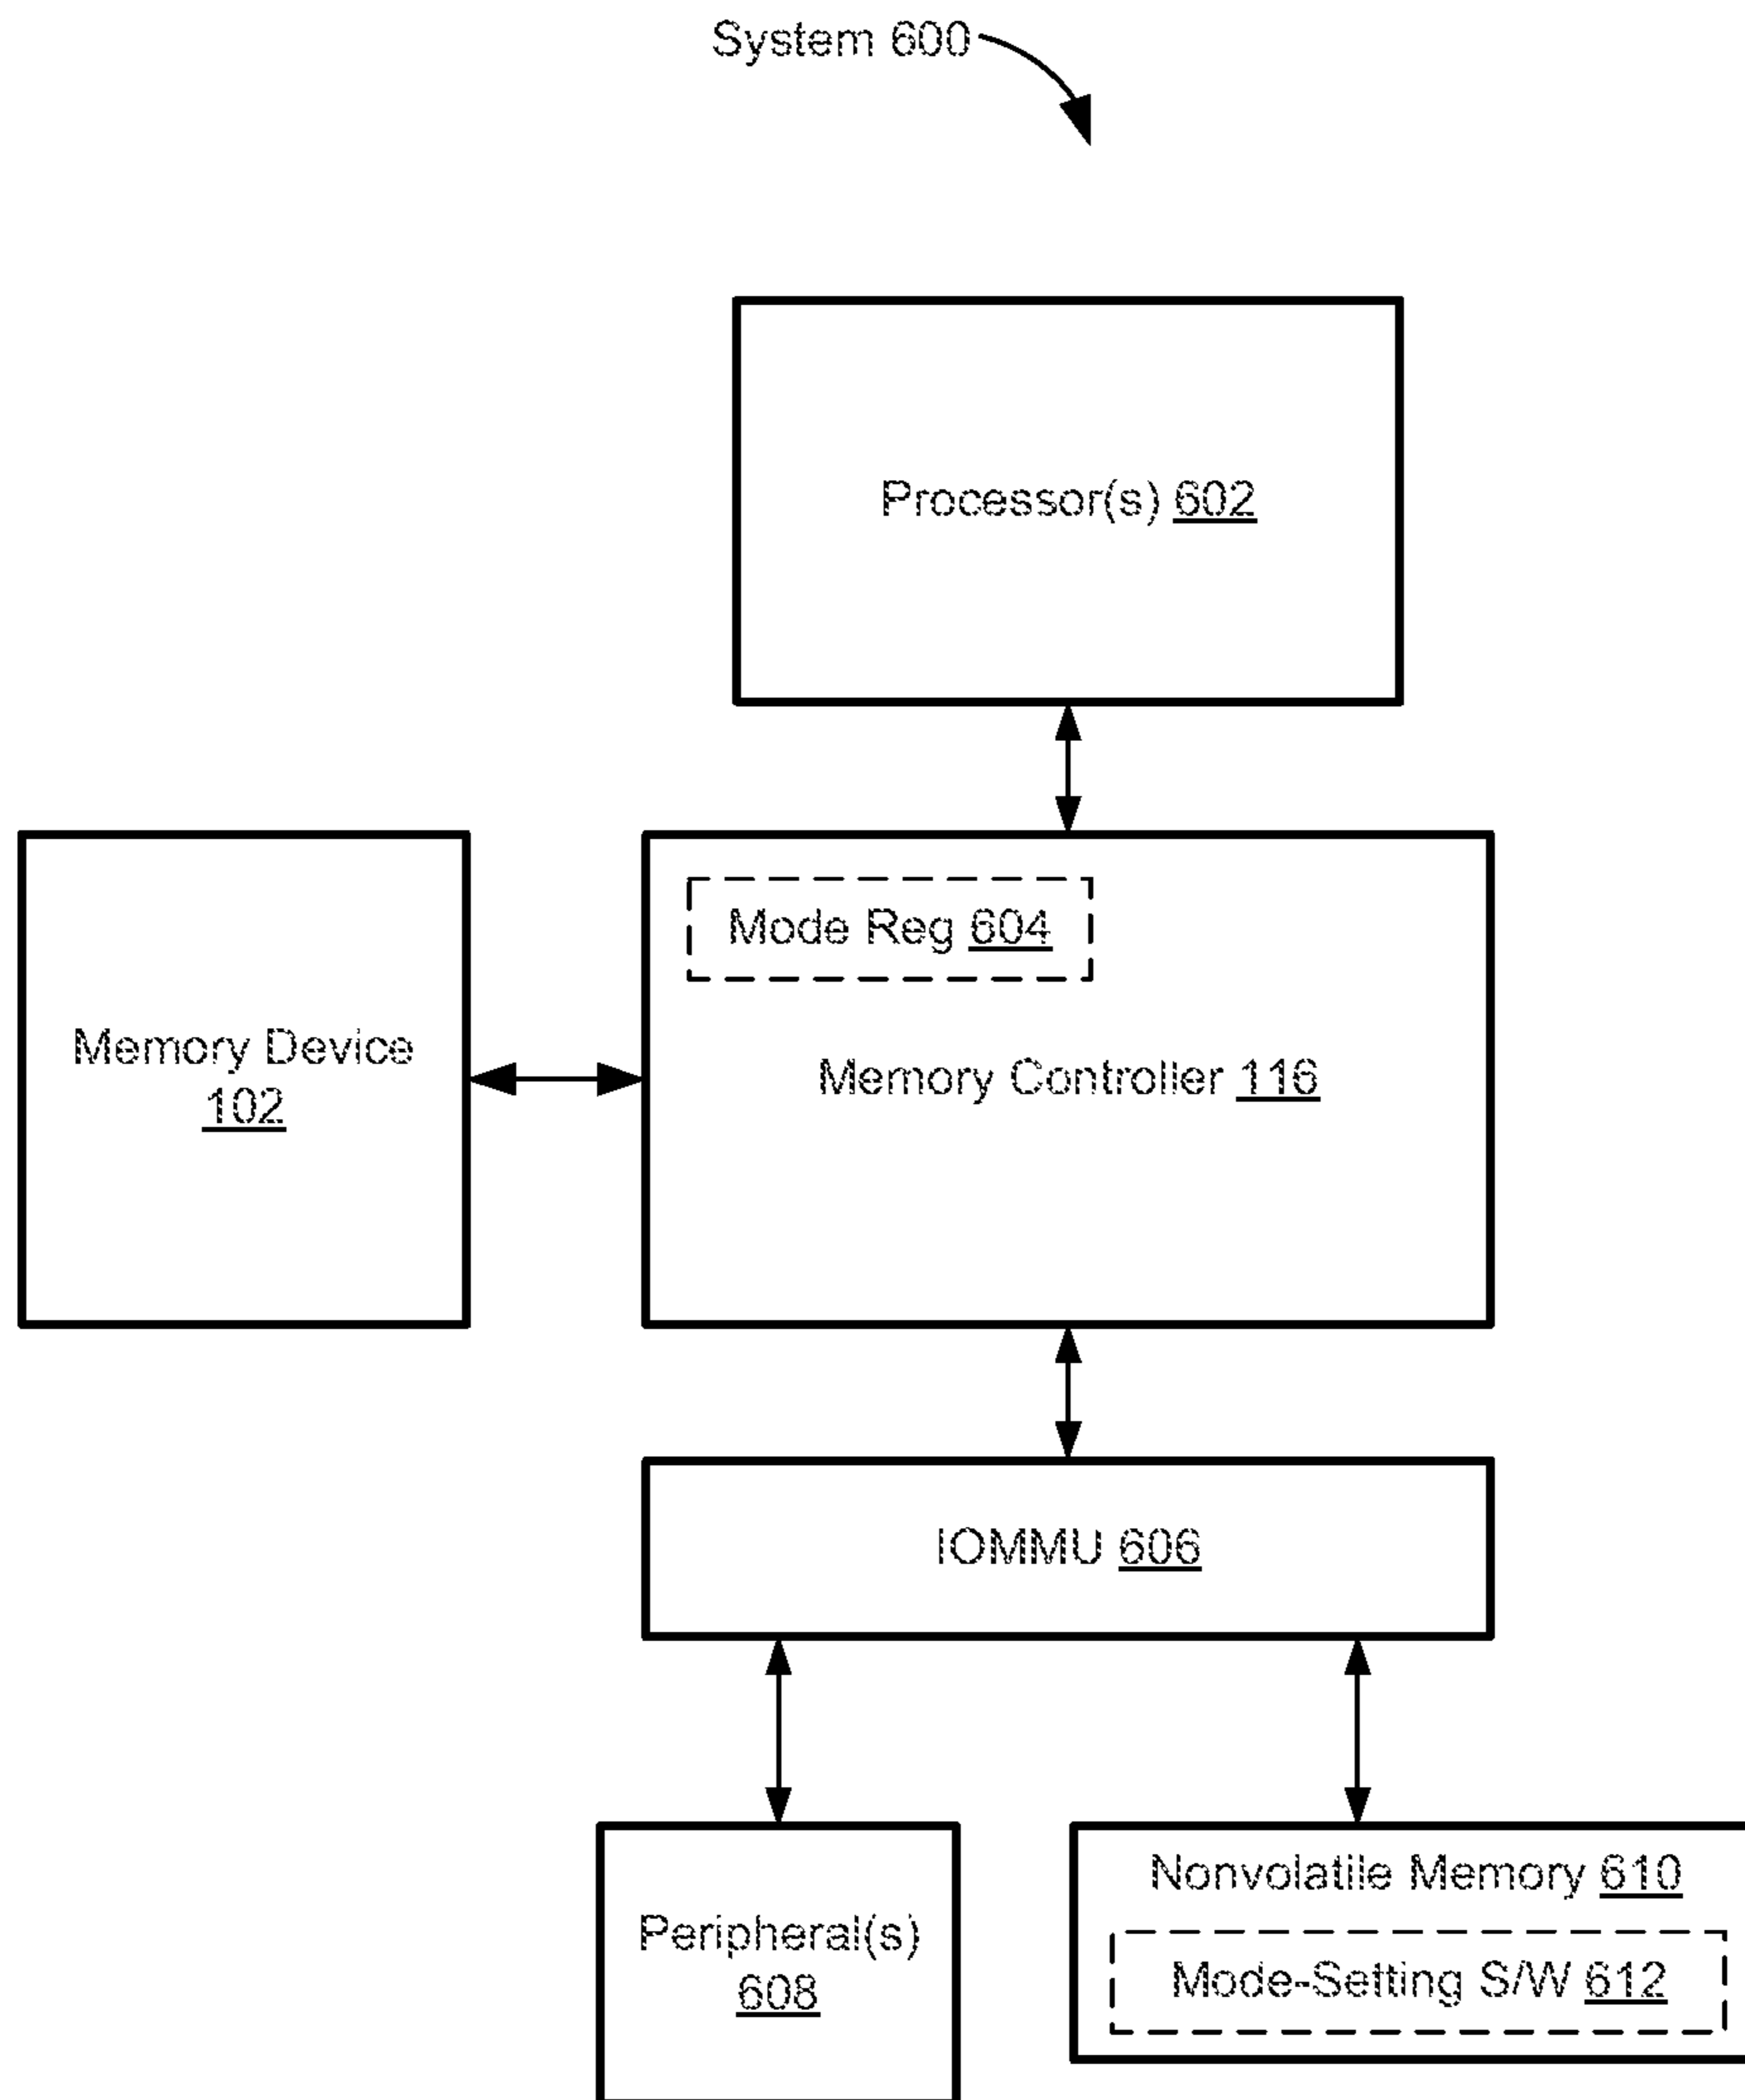 System 600
Processor(s) 602
Mode Reg 604
Memory Device
102
Memory Controller 116
IOMMU 606
Peripheral(s)
608
Nonvolatile Memory 610
Mode-Setting S/W 612